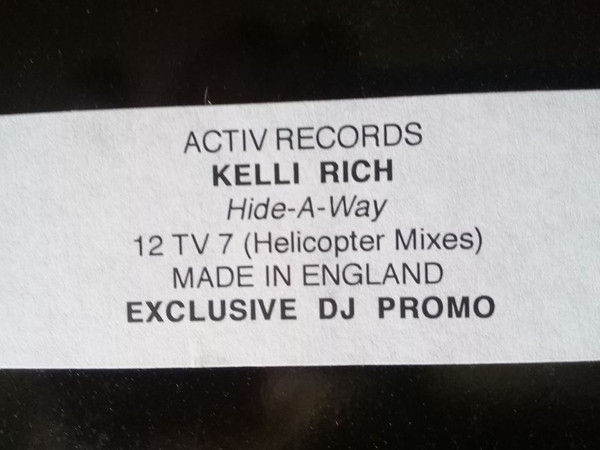 ACTIV RECORDS
KELLI RICH
Hide-A-Way
12 TV 7 (Helicopter Mixes)
MADE IN ENGLAND
EXCLUSIVE DJ PROMO